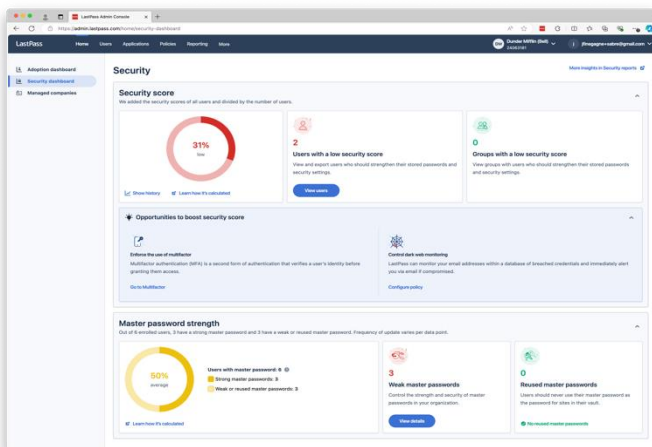 LastPass Admin Console
https://admin.lastpass.com/home/security-dashboard
LastPass
Home
Users
Applications
Policies
Reporting
More
DM
Dunder Mifflin (Bell)
Adoption dashboard
Security dashboard
Managed companies
Security
More insights in Security reports
Security score
We added the security scores of all users and divided by the number of users.
31%
low
Show history
Learn how it's calculated
2
Users with a low security score
View and export users who should strengthen their stored passwords and
security settings.
View users
0
Groups with a low security score
View groups with users who should strengthen their stored passwords
and security settings.
Opportunities to boost security score
Enforce the use of multifactor
Multifactor authentication (MFA) is a second form of authentication that verifies a user's identity before
granting them access.
Go to Multifactor
Control dark web monitoring
LastPass can monitor your email addresses within a database of breached credentials and immediately alert
you via email if compromised.
Configure policy
Master password strength
Out of 6 enrolled users, 3 have a strong master password and 3 have a weak or reused master password. Frequency of update varies per data point.
50%
average
Users with master password: 6
Strong master passwords: 3
Weak or reused master passwords: 3
Learn how it's calculated
3
Weak master passwords
Control the strength and security of master
passwords in your organization.
View details
0
Reused master passwords
Users should never use their master password as
the password for sites in their vault.
No reused master passwords